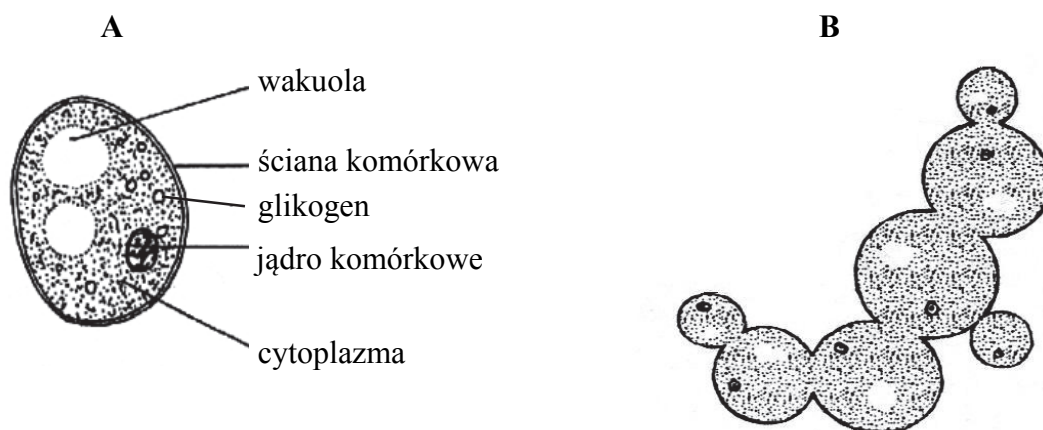 A
B
wakuola
ściana komórkowa
glikogen
jądro komórkowe
cytoplazma